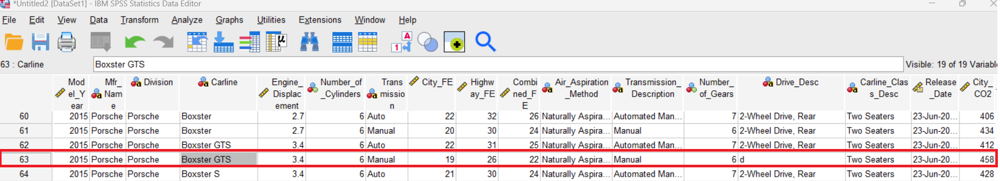 *Untitled2 [DataSet1] - IBM SPSS Statistics Data Editor
File Edit View Data Transform Analyze Graphs Utilities Extensions Window Help
63 : Carline Boxster GTS Visible: 19 of 19 Variabl
Mod el_Y ear Mfr_ Nam e Division Carline Engine_ Displac ement Number_of _Cylinders Trans missio n City_FE Highw ay_FE Combi ned_F E Air_Aspiration _Method Transmission_ Description Number_ of_Gears Drive_Desc Carline_Clas s_Desc Release _Date City_ CO2
60 2015 Porsche Porsche Boxster 2.7 6 Auto 22 32 26 Naturally Aspira... Automated Man... 7 2-Wheel Drive, Rear Two Seaters 23-Jun-20... 406
61 2015 Porsche Porsche Boxster 2.7 6 Manual 20 30 24 Naturally Aspira... Manual 6 2-Wheel Drive, Rear Two Seaters 23-Jun-20... 434
62 2015 Porsche Porsche Boxster GTS 3.4 6 Auto 22 31 25 Naturally Aspira... Automated Man... 7 2-Wheel Drive, Rear Two Seaters 23-Jun-20... 412
63 2015 Porsche Porsche Boxster GTS 3.4 6 Manual 19 26 22 Naturally Aspira... Manual 6 d Two Seaters 23-Jun-20... 458
64 2015 Porsche Porsche Boxster S 3.4 6 Auto 21 30 24 Naturally Aspira... Automated Man... 7 2-Wheel Drive, Rear Two Seaters 23-Jun-20... 428